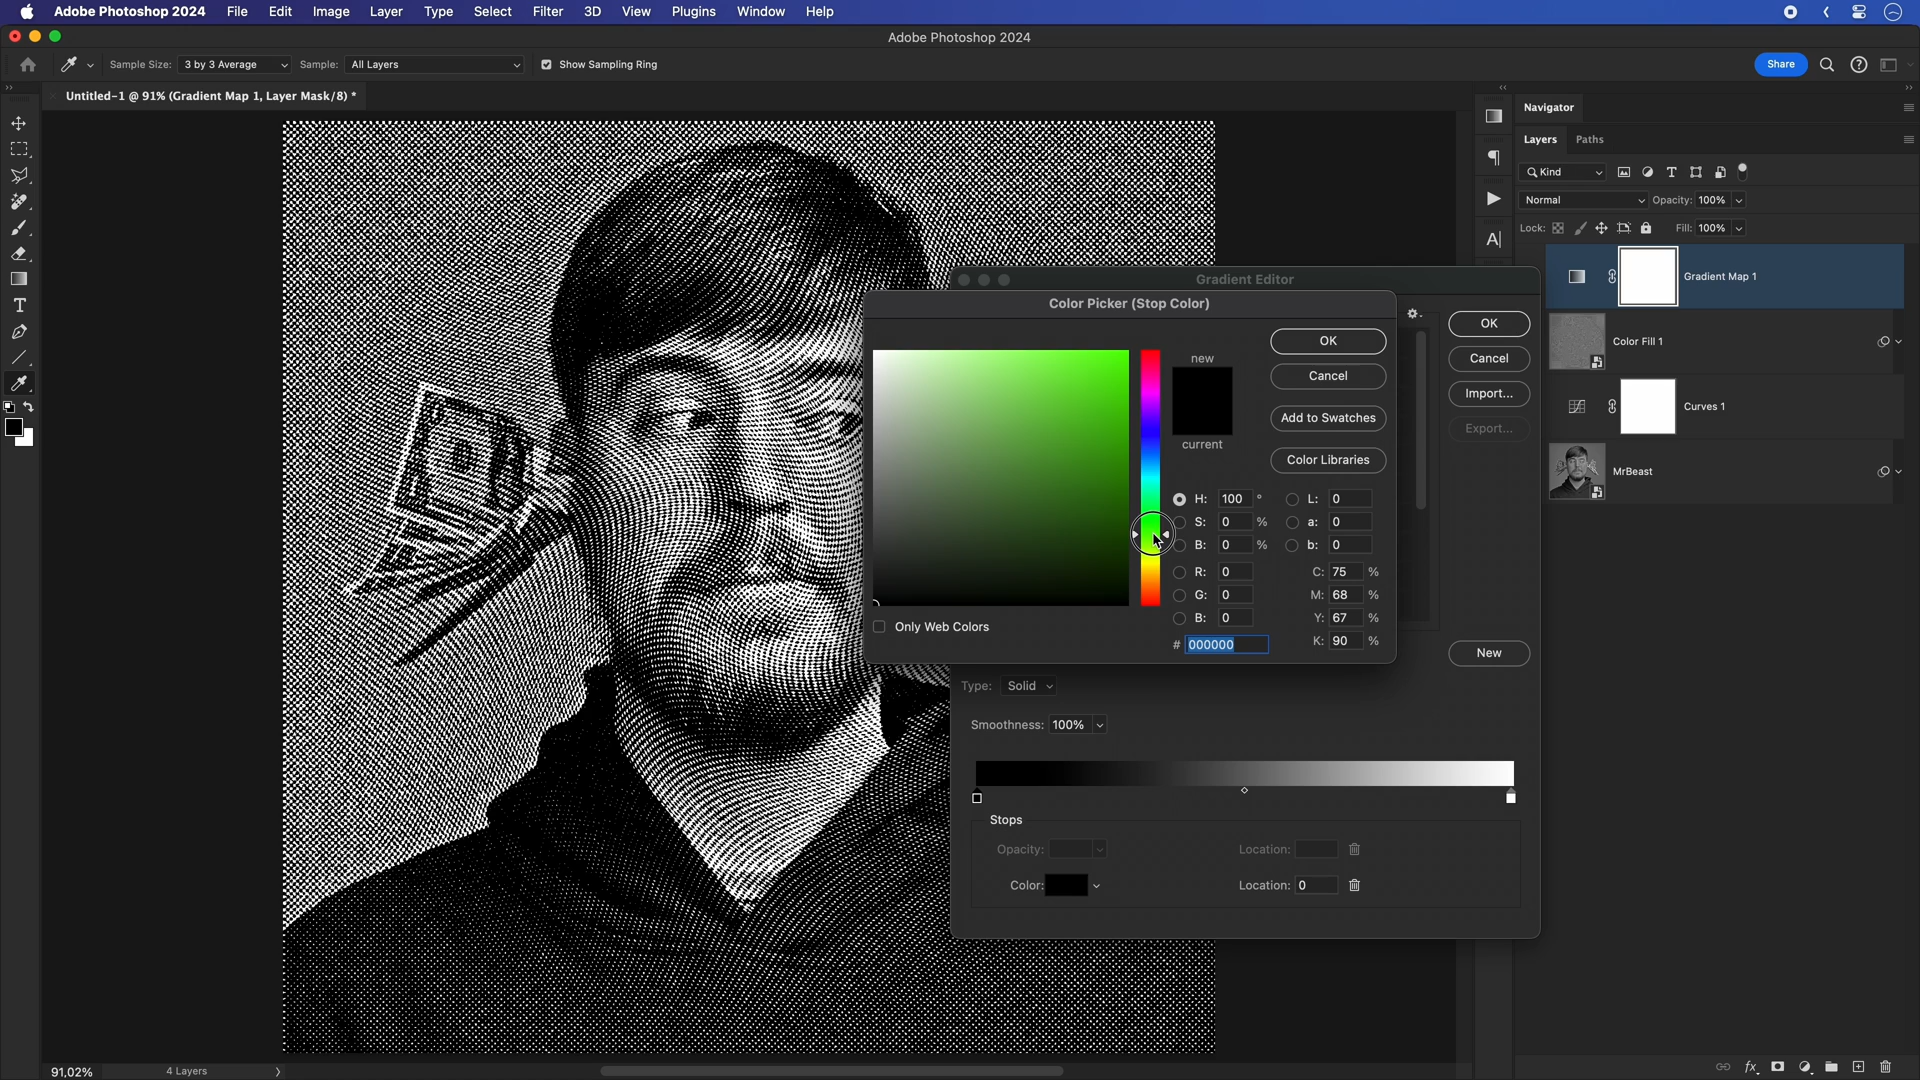 Adobe Photoshop 2024 File Edit Image Layer Type Select Filter 3D View Plugins Window Help
Adobe Photoshop 2024
Sample Size: 3 by 3 Average Sample: All Layers Show Sampling Ring Share
Untitled-1 @ 91% (Gradient Map 1, Layer Mask/8) *
Navigator
Layers Paths
Kind
Normal Opacity: 100%
Lock: Fill: 100%
Gradient Map 1
Color Fill 1
Curves 1
MrBeast
Gradient Editor
OK
Cancel
Import...
Export...
New
Color Picker (Stop Color)
new
current
OK
Cancel
Add to Swatches
Color Libraries
H: 100 ° L: 0
S: 0 % a: 0
B: 0 % b: 0
R: 0 C: 75 %
G: 0 M: 68 %
B: 0 Y: 67 %
# 000000 K: 90 %
Only Web Colors
Type: Solid
Smoothness: 100%
Stops
Opacity: Location:
Color: Location: 0
91,02% 4 Layers